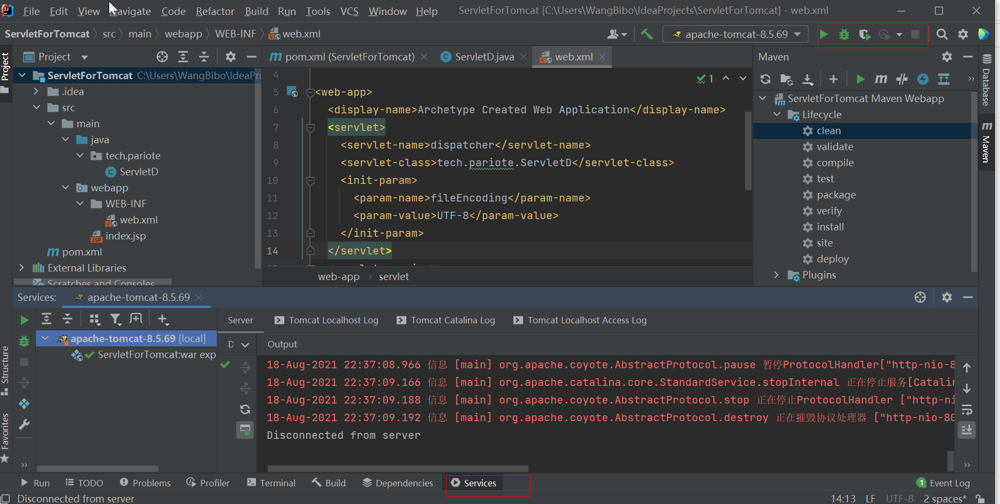 File Edit View Navigate Code Refactor Build Run Tools VCS Window Help ServletForTomcat [C:\Users\WangBibo\IdeaProjects\ServletForTomcat] - web.xml
ServletForTomcat src main webapp WEB-INF web.xml apache-tomcat-8.5.69
Project
Project
pom.xml (ServletForTomcat) ServletD.java web.xml
Maven
ServletForTomcat C:\Users\WangBibo\IdeaPro
.idea
src
main
java
tech.pariote
ServletD
webapp
WEB-INF
web.xml
index.jsp
pom.xml
External Libraries
Scratches and Consoles
4
5 <web-app>
6 <display-name>Archetype Created Web Application</display-name>
7 <servlet>
8 <servlet-name>dispatcher</servlet-name>
9 <servlet-class>tech.pariote.ServletD</servlet-class>
10 <init-param>
11 <param-name>fileEncoding</param-name>
12 <param-value>UTF-8</param-value>
13 </init-param>
14 </servlet>
1
web-app servlet
ServletForTomcat Maven Webapp
Lifecycle
clean
validate
compile
test
package
verify
install
site
deploy
Plugins
Database
Maven
Services: apache-tomcat-8.5.69
apache-tomcat-8.5.69 [local]
ServletForTomcat:war exp
Server Tomcat Localhost Log Tomcat Catalina Log Tomcat Localhost Access Log
D Output
18-Aug-2021 22:37:08.966 信息 [main] org.apache.coyote.AbstractProtocol.pause 暂停ProtocolHandler["http-nio-8
18-Aug-2021 22:37:09.166 信息 [main] org.apache.catalina.core.StandardService.stopInternal 正在停止服务[Catalin
18-Aug-2021 22:37:09.188 信息 [main] org.apache.coyote.AbstractProtocol.stop 正在停止ProtocolHandler ["http-ni
18-Aug-2021 22:37:09.192 信息 [main] org.apache.coyote.AbstractProtocol.destroy 正在摧毁协议处理器 ["http-nio-80
Disconnected from server
Structure
Favorites
Run TODO Problems Profiler Terminal Build Dependencies Services 1 Event Log
Disconnected from server 14:13 LF UTF-8 2 spaces*